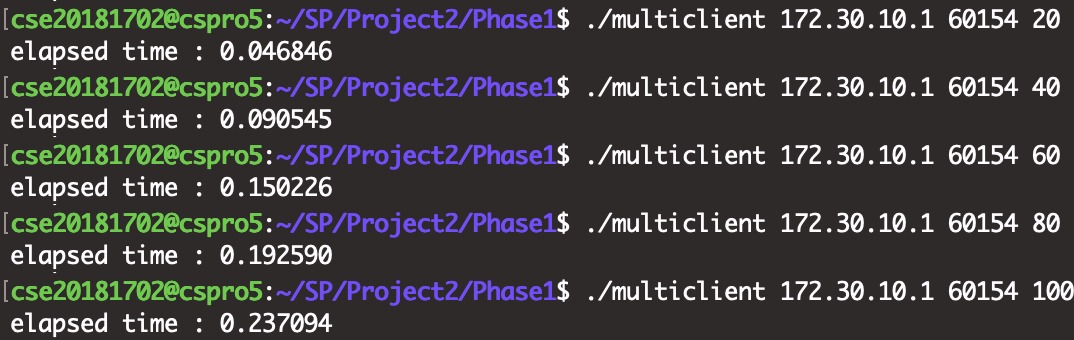 [cse20181702@cspro5:~/SP/Project2/Phase1$ ./multiclient 172.30.10.1 60154 20
elapsed time : 0.046846
[cse20181702@cspro5:~/SP/Project2/Phase1$ ./multiclient 172.30.10.1 60154 40
elapsed time : 0.090545
[cse20181702@cspro5:~/SP/Project2/Phase1$ ./multiclient 172.30.10.1 60154 60
elapsed time : 0.150226
[cse20181702@cspro5:~/SP/Project2/Phase1$ ./multiclient 172.30.10.1 60154 80
elapsed time : 0.192590
[cse20181702@cspro5:~/SP/Project2/Phase1$ ./multiclient 172.30.10.1 60154 100
elapsed time : 0.237094